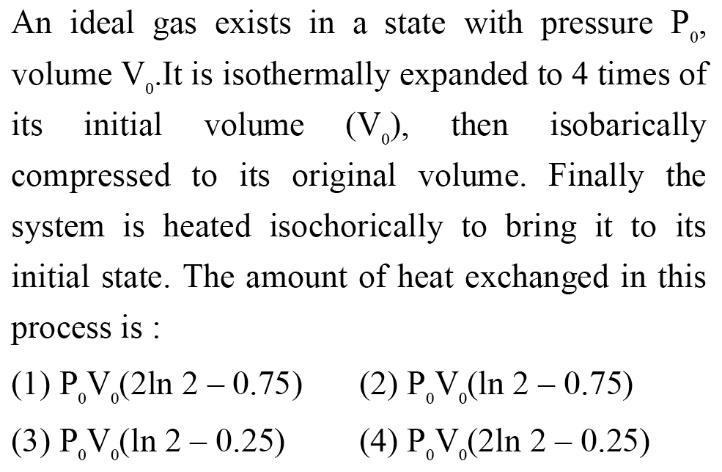 An ideal gas exists in a state with pressure P₀,
volume V₀.It is isothermally expanded to 4 times of
its initial volume (V₀), then isobarically
compressed to its original volume. Finally the
system is heated isochorically to bring it to its
initial state. The amount of heat exchanged in this
process is :
(1) P₀V₀(2ln 2 – 0.75) (2) P₀V₀(ln 2 – 0.75)
(3) P₀V₀(ln 2 – 0.25) (4) P₀V₀(2ln 2 – 0.25)